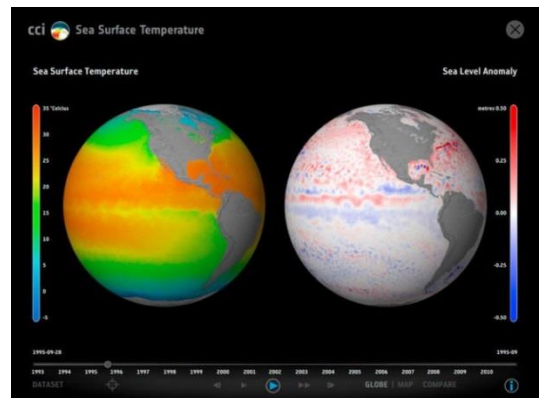 cci Sea Surface Temperature
Sea Surface Temperature
Sea Level Anomaly
35 °Celsius
30
25
20
15
10
5
0
-5
metres 0.50
0.25
0.00
-0.25
-0.50
1995-09-28
1995-09
1993 1994 1995 1996 1997 1998 1999 2000 2001 2002 2003 2004 2005 2006 2007 2008 2009 2010
DATASET
GLOBE | MAP COMPARE